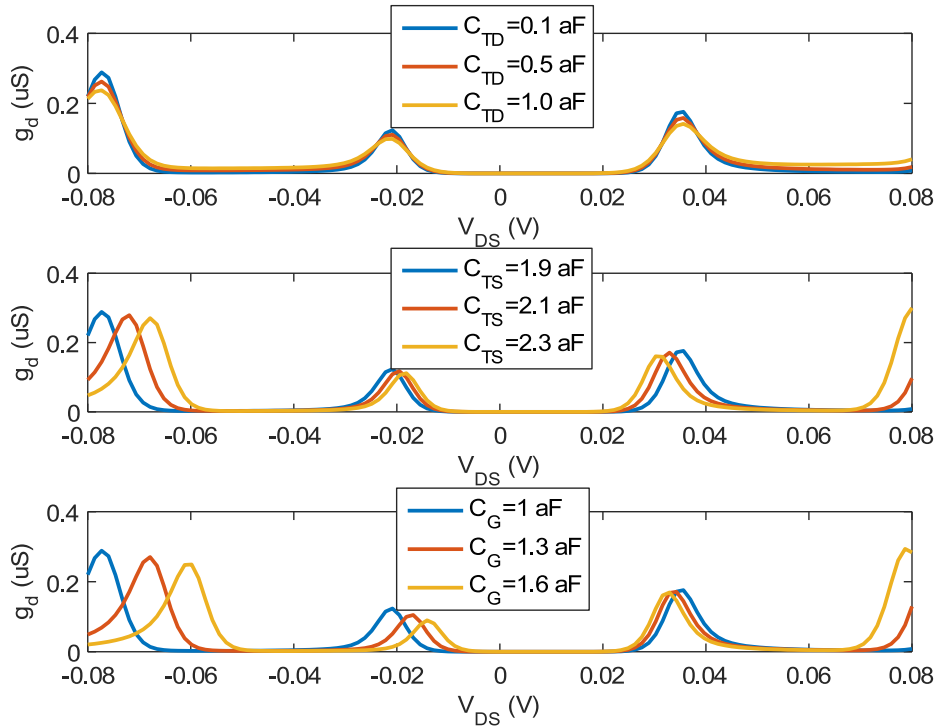 0.4
C_TD=0.1 aF
C_TD=0.5 aF
C_TD=1.0 aF
g_d (uS)
0.2
0
-0.08 -0.06 -0.04 -0.02 0 0.02 0.04 0.06 0.08
V_DS (V)
0.4
C_TS=1.9 aF
C_TS=2.1 aF
C_TS=2.3 aF
g_d (uS)
0.2
0
-0.08 -0.06 -0.04 -0.02 0 0.02 0.04 0.06 0.08
V_DS (V)
0.4
C_G=1 aF
C_G=1.3 aF
C_G=1.6 aF
g_d (uS)
0.2
0
-0.08 -0.06 -0.04 -0.02 0 0.02 0.04 0.06 0.08
V_DS (V)